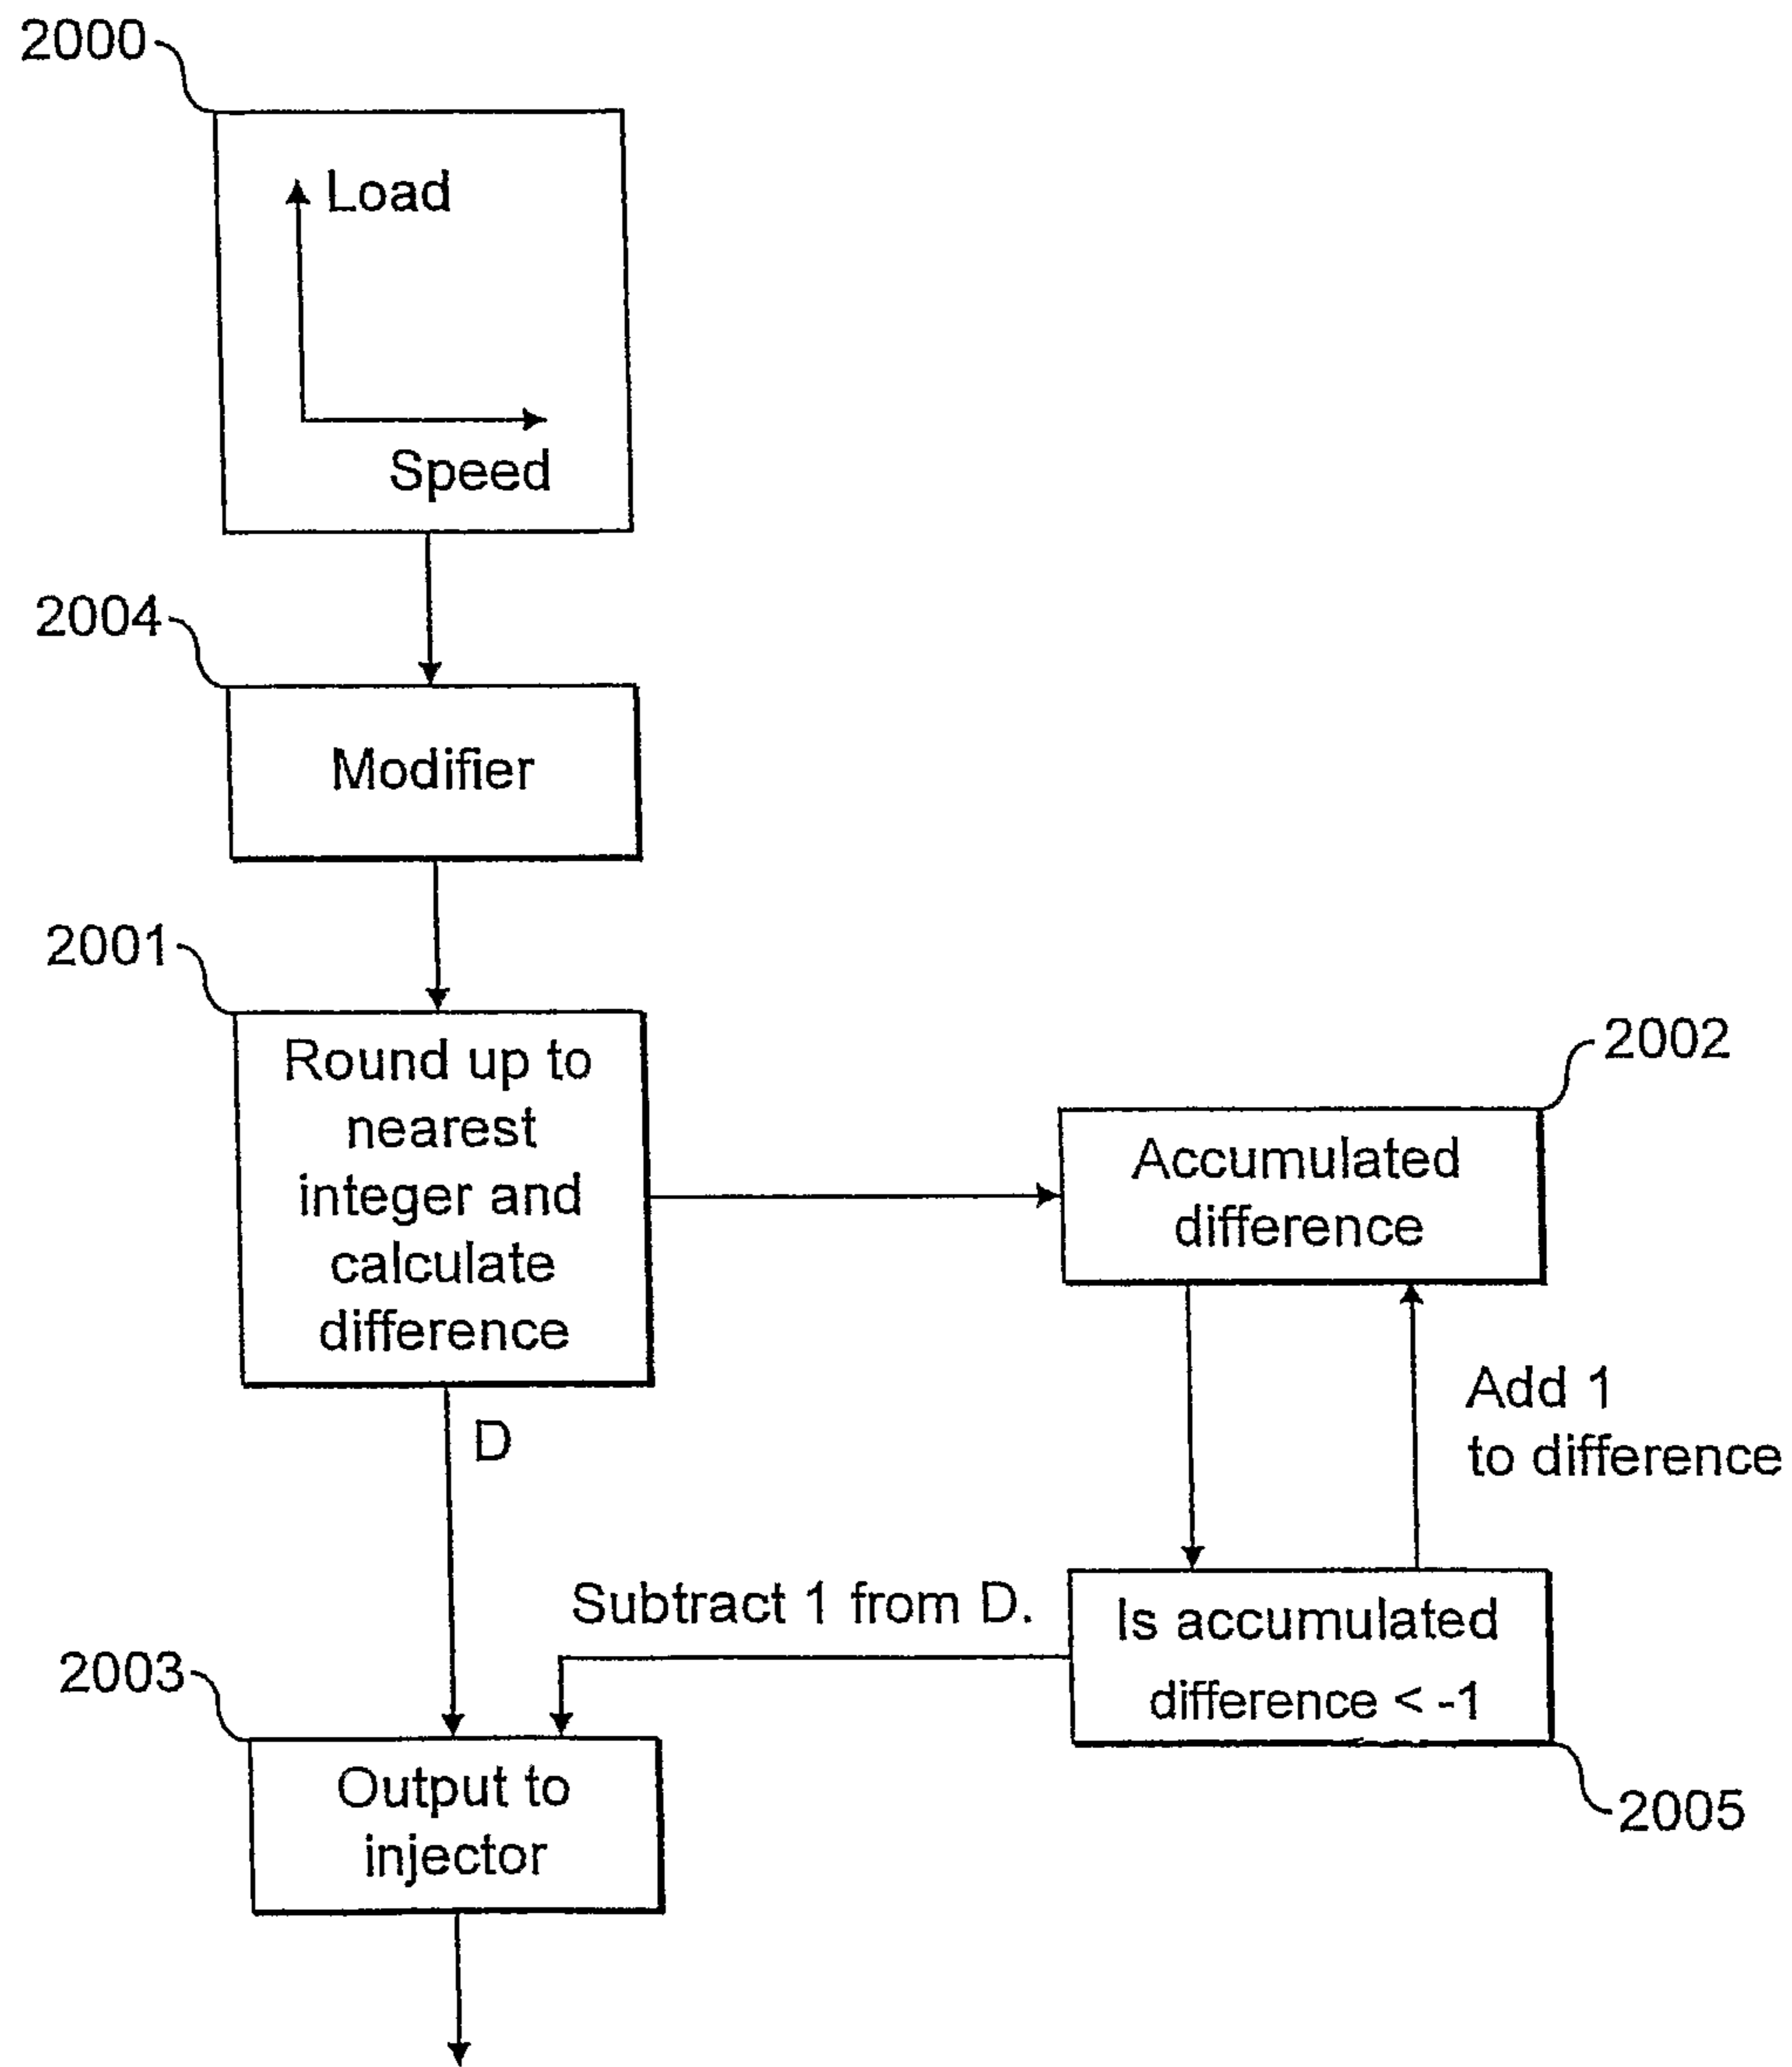 2000
Load
Speed
2004
Modifier
2001
Round up to
nearest
integer and
calculate
difference
2002
Accumulated
difference
D
Add 1
to difference
Subtract 1 from D.
Is accumulated
difference < -1
2003
Output to
injector
2005